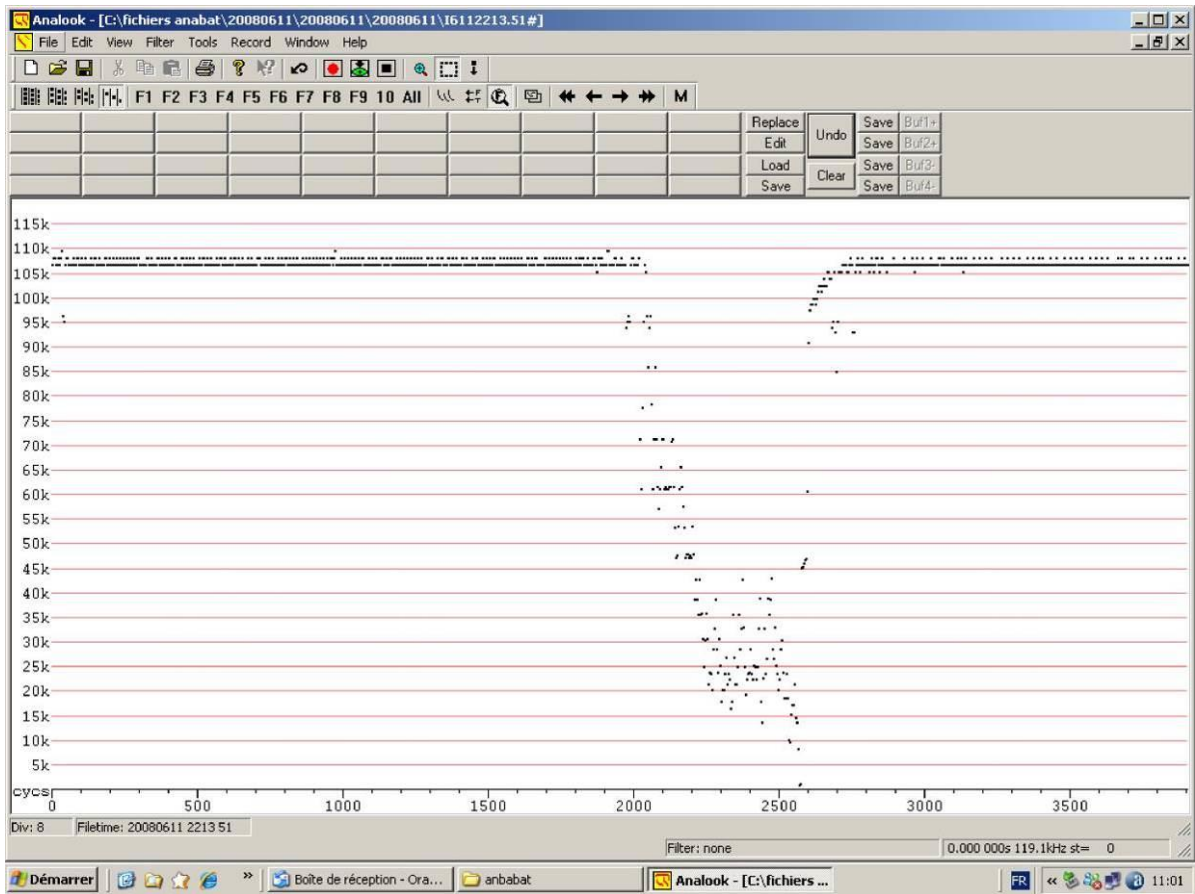 Analook - [C:\fichiers anabat\20080611\20080611\20080611\I6112213.51#]
File Edit View Filter Tools Record Window Help
F1 F2 F3 F4 F5 F6 F7 F8 F9 10 All M
Replace Undo Save Buf1+
Edit Save Buf2+
Load Clear Save Buf3-
Save Save Buf4-
115k
110k
105k
100k
95k
90k
85k
80k
75k
70k
65k
60k
55k
50k
45k
40k
35k
30k
25k
20k
15k
10k
5k
cycs
0 500 1000 1500 2000 2500 3000 3500
Div: 8 Filetime: 20080611 2213 51
Filter: none 0.000 000s 119.1kHz st= 0
Démarrer » Boîte de réception - Ora... anbabat Analook - [C:\fichiers ... FR « 11:01